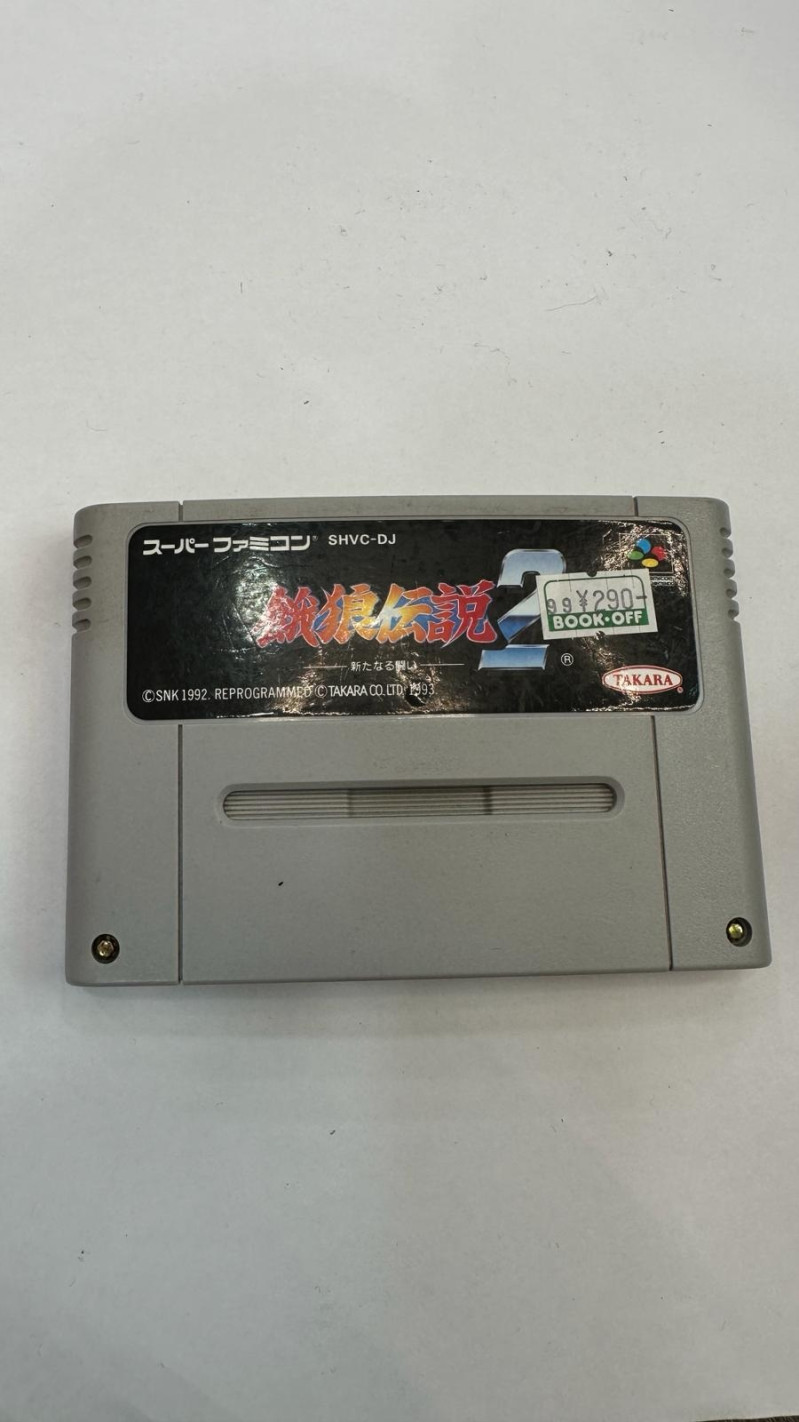 スーパーファミコン® SHVC-DJ
餓狼伝説2
新たなる闘い
®
99 ¥290-
BOOK・OFF
©SNK 1992. REPROGRAMMED ©TAKARA CO.LTD. 1993
TAKARA®